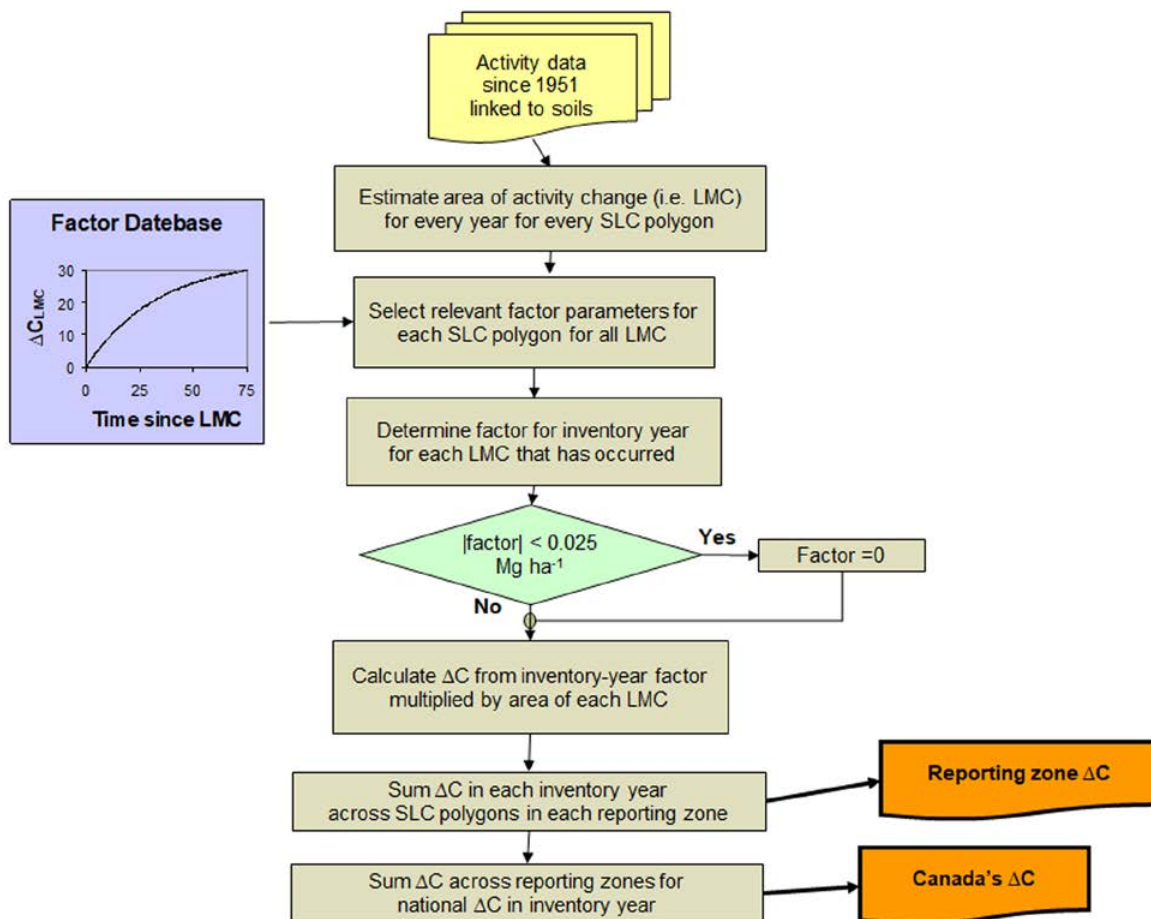 Activity data
since 1951
linked to soils
Estimate area of activity change (i.e. LMC)
for every year for every SLC polygon
Factor Datebase
30
20
10
0
ΔC_LMC
0 25 50 75
Time since LMC
Select relevant factor parameters for
each SLC polygon for all LMC
Determine factor for inventory year
for each LMC that has occurred
|factor| < 0.025
Mg ha⁻¹
Yes
Factor =0
No
Calculate ΔC from inventory-year factor
multiplied by area of each LMC
Sum ΔC in each inventory year
across SLC polygons in each reporting zone
Reporting zone ΔC
Sum ΔC across reporting zones for
national ΔC in inventory year
Canada's ΔC